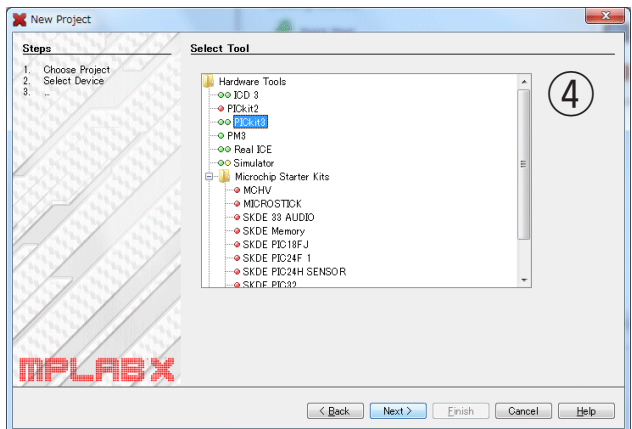 New Project
Steps
1. Choose Project
2. Select Device
3. ...
Select Tool
Hardware Tools
ICD 3
PICkit2
PICkit3
PM3
Real ICE
Simulator
Microchip Starter Kits
MCHV
MICROSTICK
SKDE 33 AUDIO
SKDE Memory
SKDE PIC18FJ
SKDE PIC24F 1
SKDE PIC24H SENSOR
SKDE PIC32
④
MPLAB X
< Back
Next >
Finish
Cancel
Help